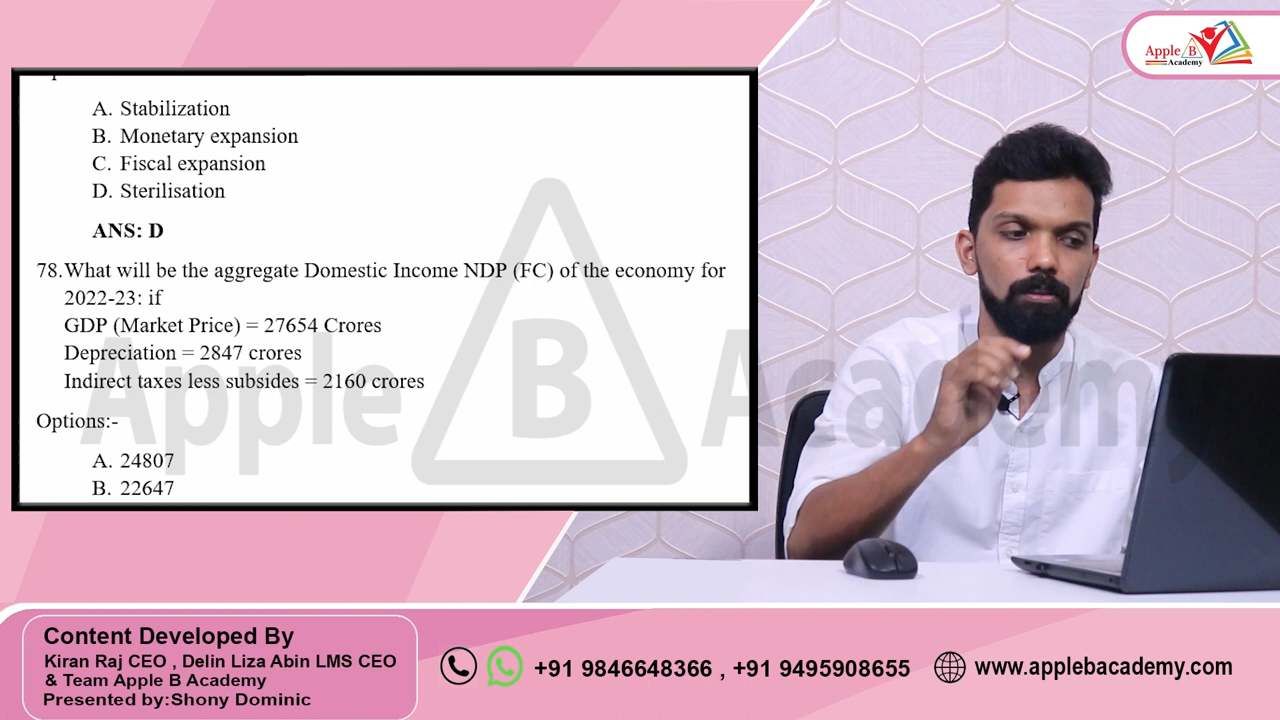 Apple B
Academy
A. Stabilization
B. Monetary expansion
C. Fiscal expansion
D. Sterilisation
ANS: D
78.What will be the aggregate Domestic Income NDP (FC) of the economy for
2022-23: if
GDP (Market Price) = 27654 Crores
Depreciation = 2847 crores
Indirect taxes less subsides = 2160 crores
Options:-
A. 24807
B. 22647
Apple B Academy
Content Developed By
Kiran Raj CEO , Delin Liza Abin LMS CEO
& Team Apple B Academy
Presented by:Shony Dominic
+91 9846648366 , +91 9495908655
www.applebacademy.com